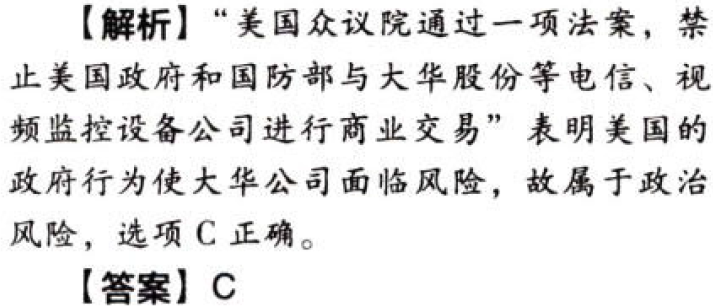 【解析】“美国众议院通过一项法案，禁
止美国政府和国防部与大华股份等电信、视
频监控设备公司进行商业交易”表明美国的
政府行为使大华公司面临风险，故属于政治
风险，选项 C 正确。
【答案】C